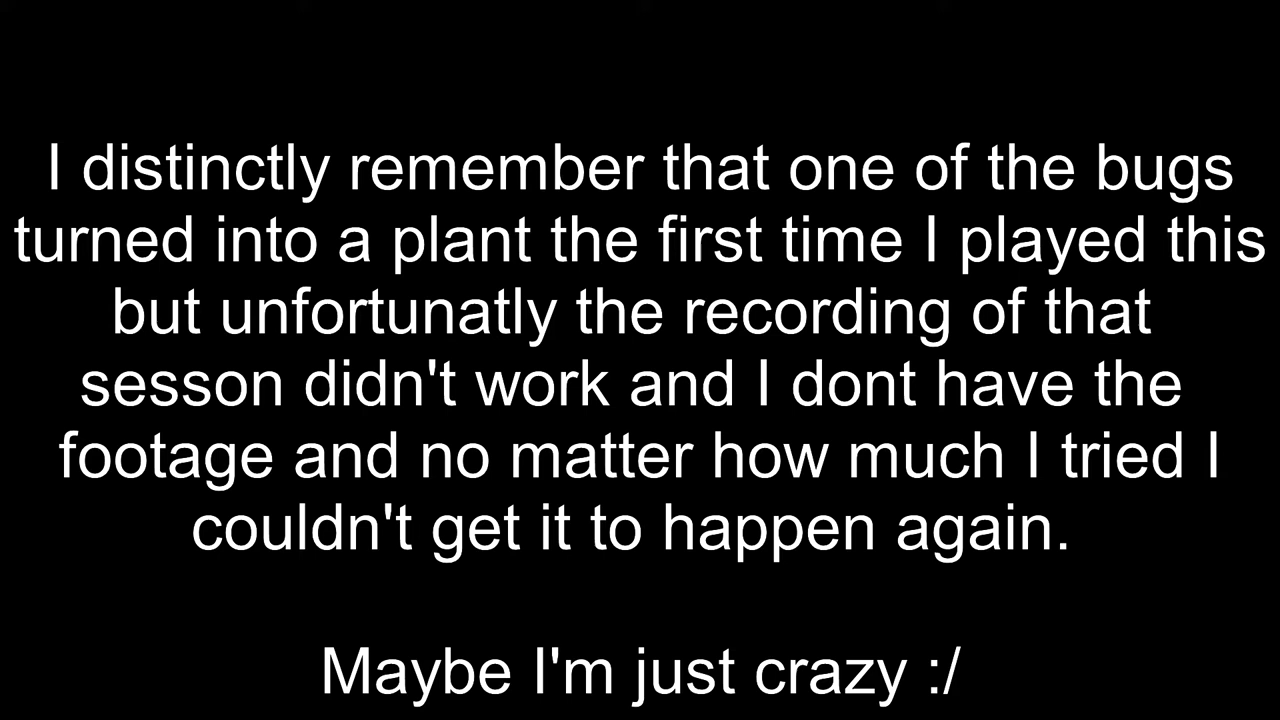 I distinctly remember that one of the bugs
turned into a plant the first time I played this
but unfortunatly the recording of that
sesson didn't work and I dont have the
footage and no matter how much I tried I
couldn't get it to happen again.
Maybe I'm just crazy :/